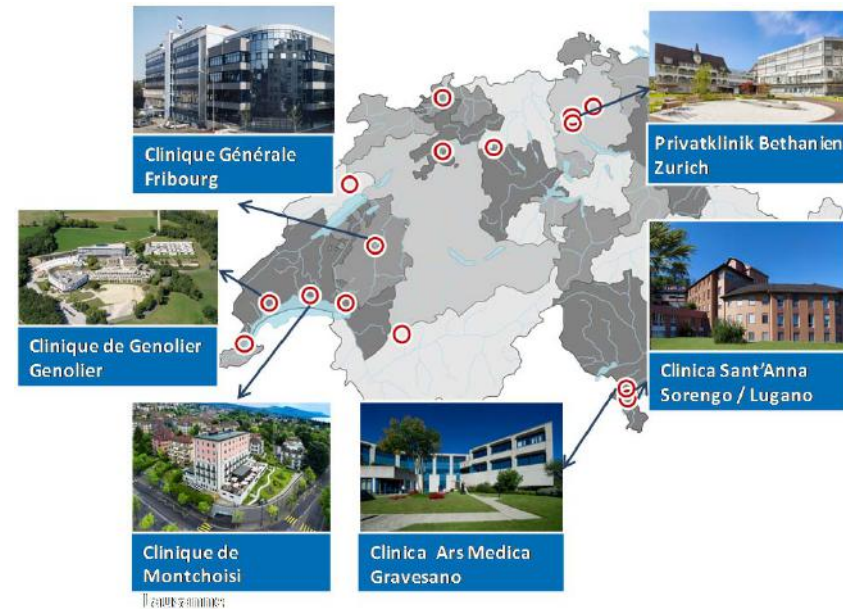 Clinique Générale
Fribourg
Privatklinik Bethanien
Zurich
Clinique de Genolier
Genolier
Clinica Sant'Anna
Sorengo / Lugano
Clinique de
Montchoisi
Lausanne
Clinica Ars Medica
Gravesano